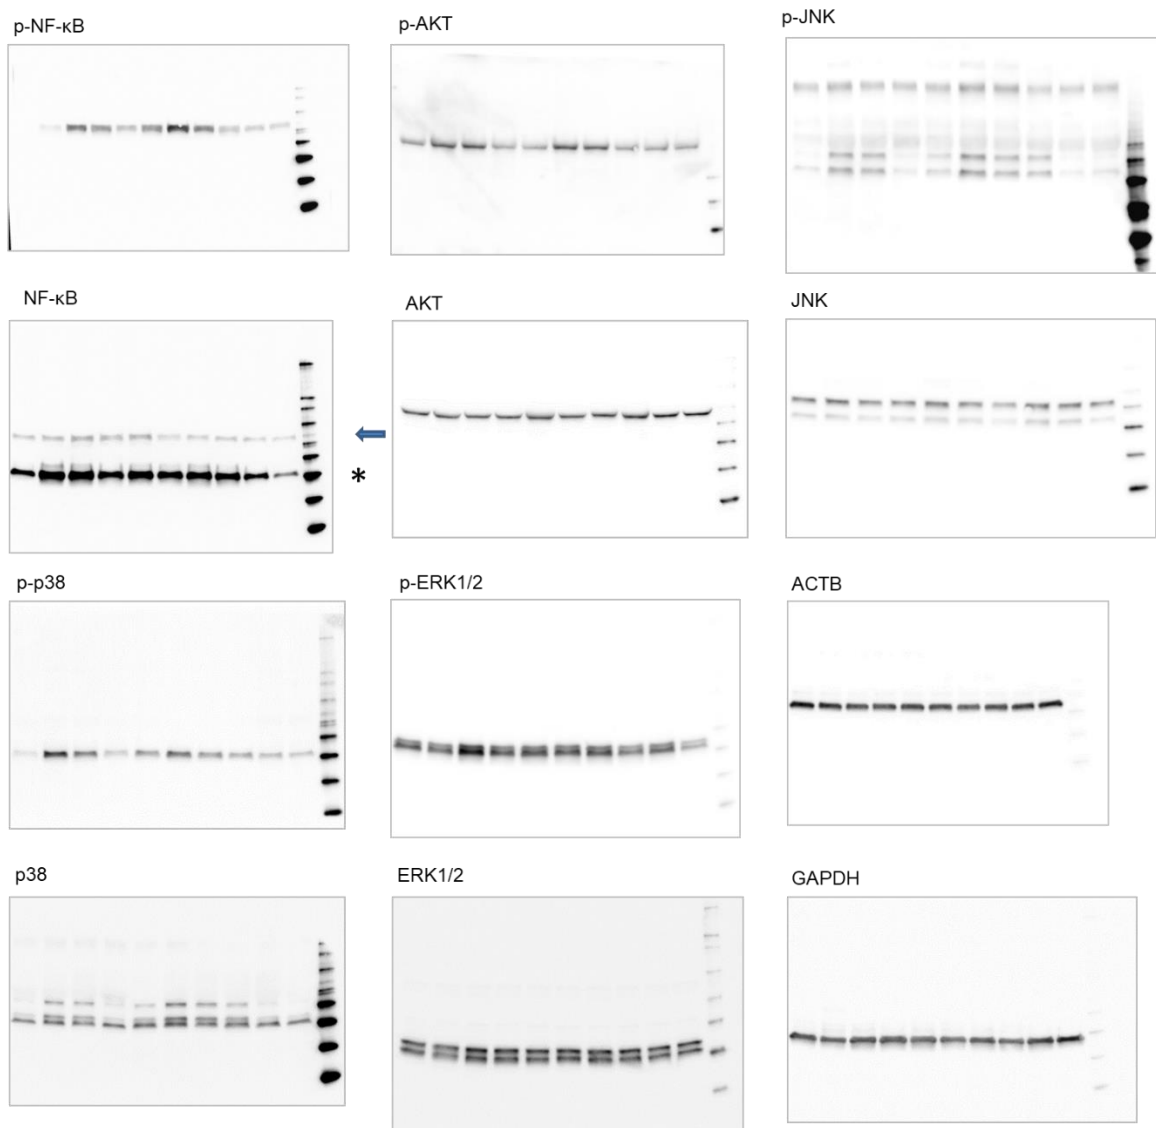 p-NF-κB
p-AKT
p-JNK
NF-κB
AKT
JNK
*
p-p38
p-ERK1/2
ACTB
p38
ERK1/2
GAPDH